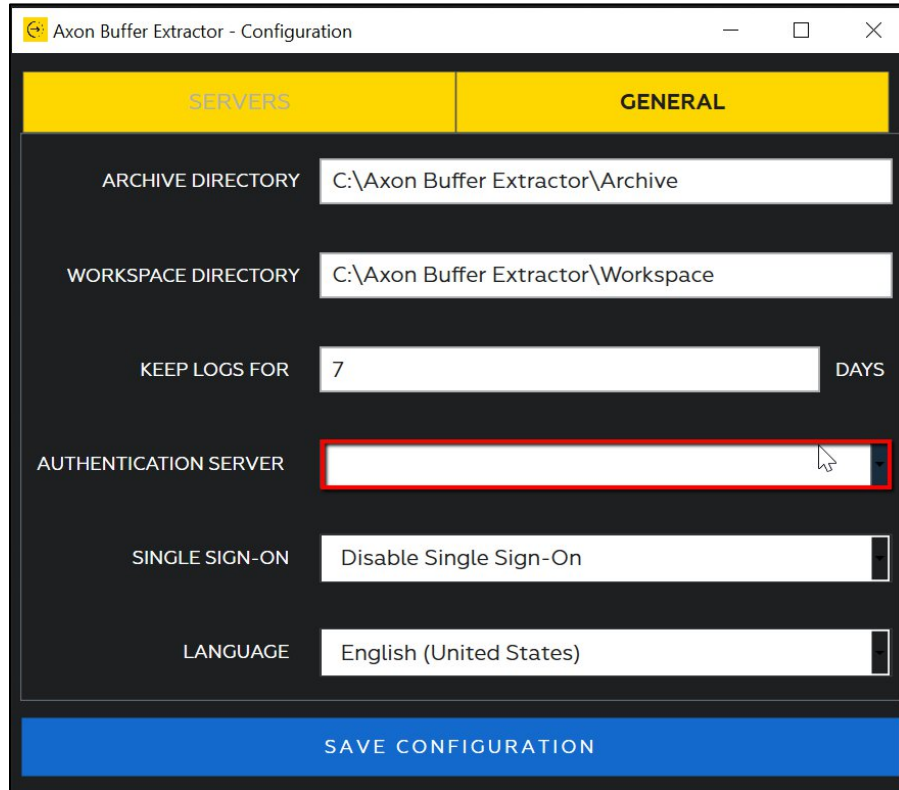 Axon Buffer Extractor - Configuration
SERVERS
GENERAL
ARCHIVE DIRECTORY C:\Axon Buffer Extractor\Archive
WORKSPACE DIRECTORY C:\Axon Buffer Extractor\Workspace
KEEP LOGS FOR 7 DAYS
AUTHENTICATION SERVER
SINGLE SIGN-ON Disable Single Sign-On
LANGUAGE English (United States)
SAVE CONFIGURATION